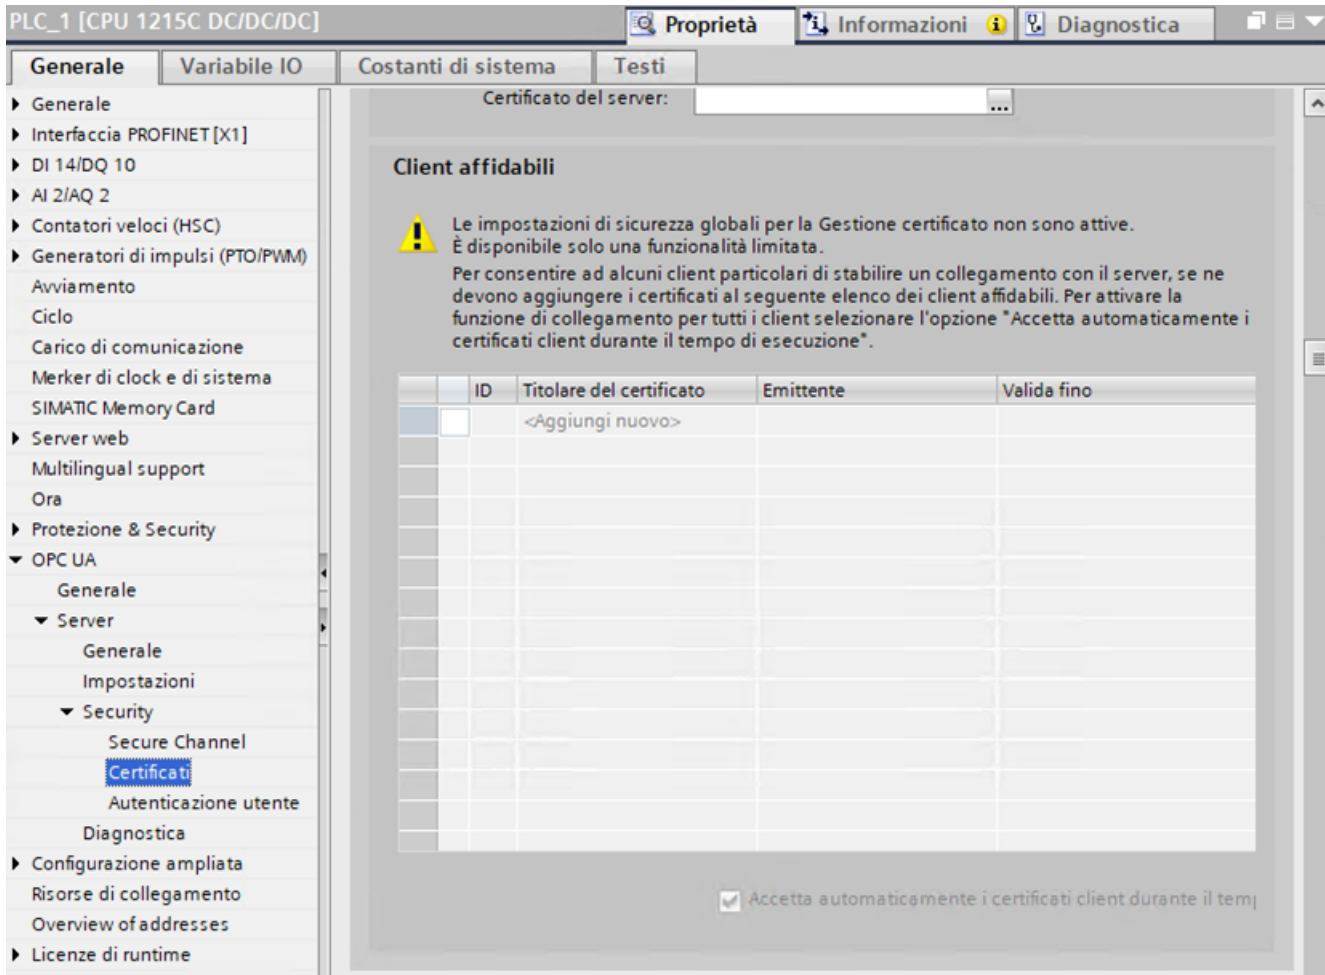 PLC_1 [CPU 1215C DC/DC/DC]
Proprietà
Informazioni
Diagnostica
Generale
Variabile IO
Costanti di sistema
Testi
Generale
Interfaccia PROFINET [X1]
DI 14/DQ 10
AI 2/AQ 2
Contatori veloci (HSC)
Generatori di impulsi (PTO/PWM)
Avviamento
Ciclo
Carico di comunicazione
Merker di clock e di sistema
SIMATIC Memory Card
Server web
Multilingual support
Ora
Protezione & Security
OPC UA
Generale
Server
Generale
Impostazioni
Security
Secure Channel
Certificati
Autenticazione utente
Diagnostica
Configurazione ampliata
Risorse di collegamento
Overview of addresses
Licenze di runtime
Certificato del server:
...
Client affidabili
Le impostazioni di sicurezza globali per la Gestione certificato non sono attive.
È disponibile solo una funzionalità limitata.
Per consentire ad alcuni client particolari di stabilire un collegamento con il server, se ne
devono aggiungere i certificati al seguente elenco dei client affidabili. Per attivare la
funzione di collegamento per tutti i client selezionare l'opzione "Accetta automaticamente i
certificati client durante il tempo di esecuzione".
ID Titolare del certificato Emittente Valida fino
<Aggiungi nuovo>
Accetta automaticamente i certificati client durante il temp